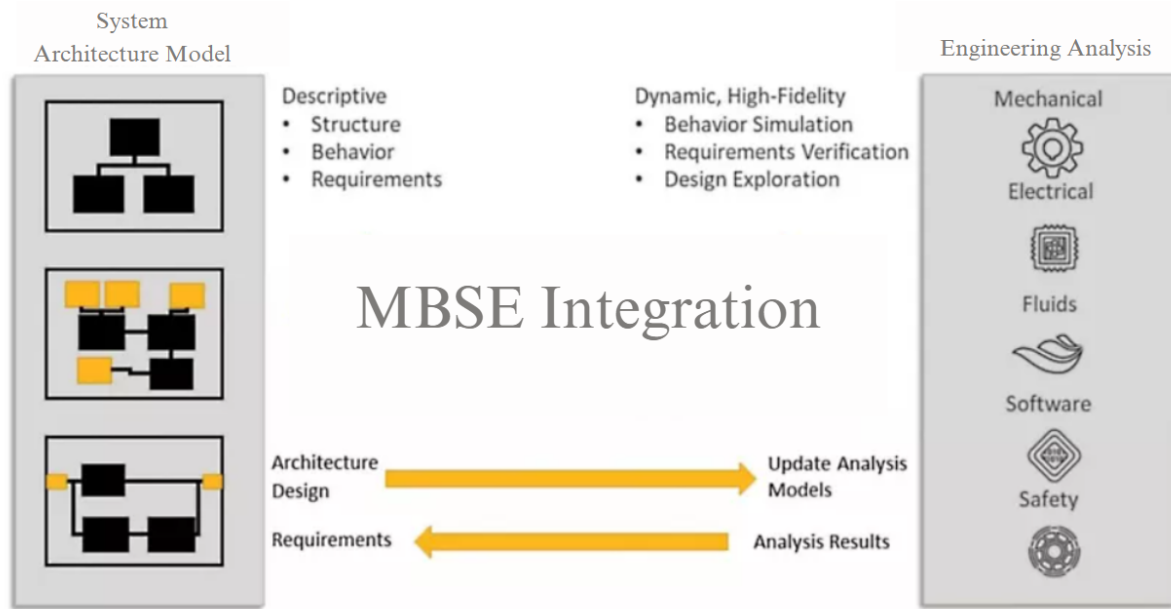 System
Architecture Model
Engineering Analysis
Descriptive
• Structure
• Behavior
• Requirements
Dynamic, High-Fidelity
• Behavior Simulation
• Requirements Verification
• Design Exploration
Mechanical
Electrical
Fluids
Software
Safety
MBSE Integration
Architecture
Design
Update Analysis
Models
Requirements
Analysis Results